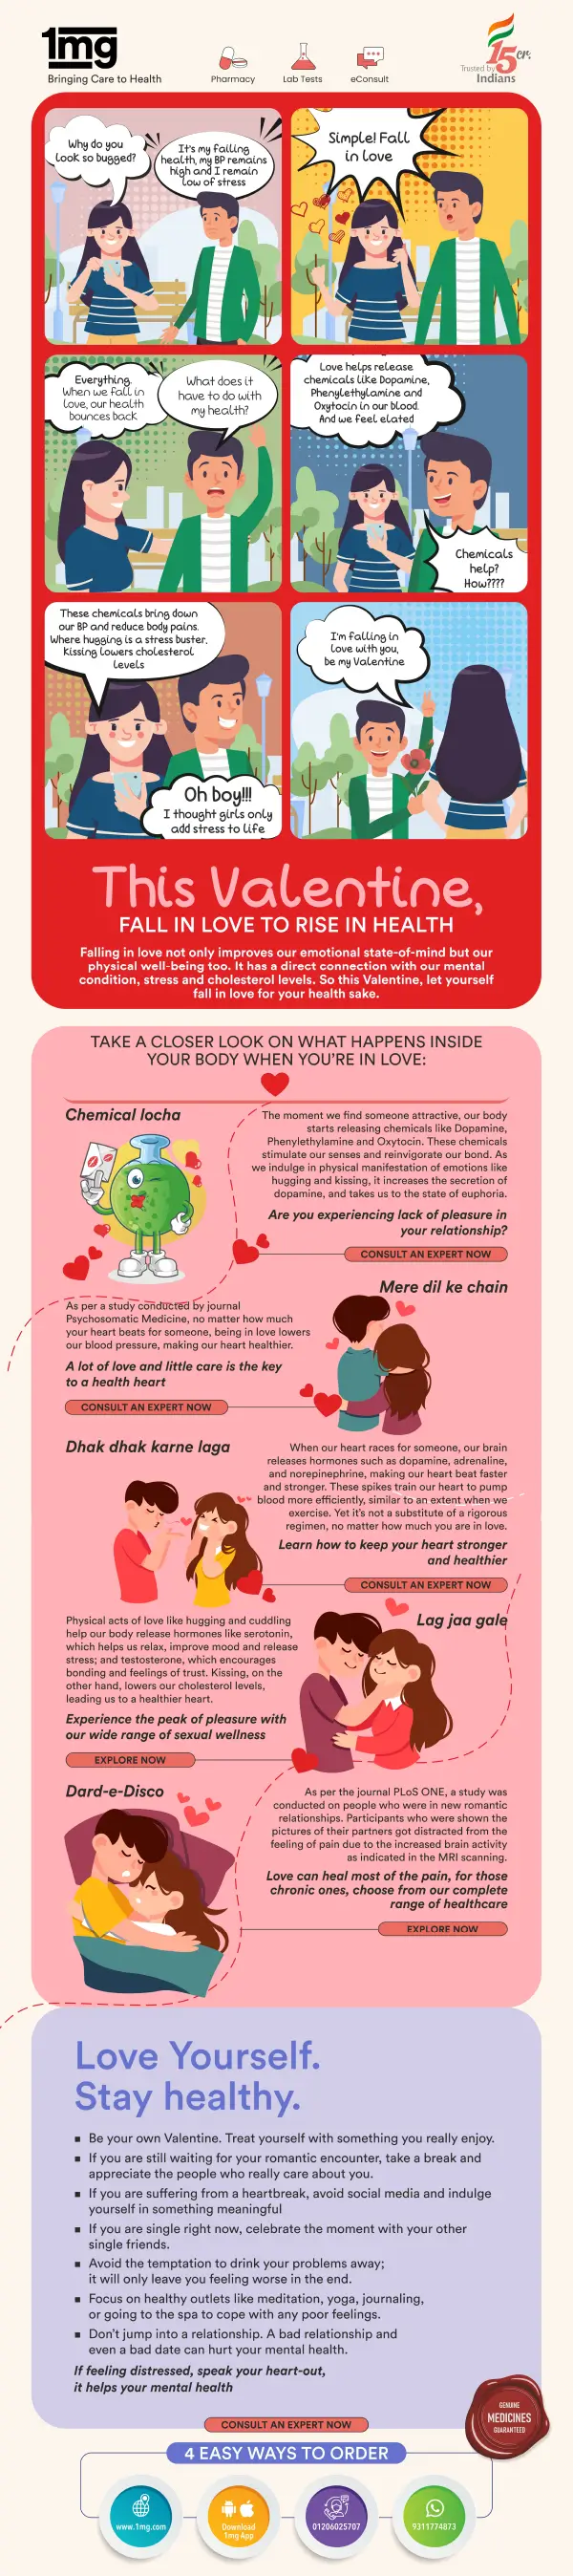 1mg
Bringing Care to Health
Pharmacy
Lab Tests
eConsult
15 cr.
Trusted by
Indians
Why do you
look so bugged?
It's my falling
health, my BP remains
high and I remain
low of stress
Simple! Fall
in love
Everything.
When we fall in
love, our health
bounces back
What does it
have to do with
my health?
Love helps release
chemicals like Dopamine,
Phenylethylamine and
Oxytocin in our blood.
And we feel elated
Chemicals
help?
How????
These chemicals bring down
our BP and reduce body pains.
Where hugging is a stress buster,
Kissing lowers cholesterol
levels
Oh boy!!!
I thought girls only
add stress to life
I'm falling in
love with you,
be my Valentine
This Valentine,
FALL IN LOVE TO RISE IN HEALTH
Falling in love not only improves our emotional state-of-mind but our
physical well-being too. It has a direct connection with our mental
condition, stress and cholesterol levels. So this Valentine, let yourself
fall in love for your health sake.
TAKE A CLOSER LOOK ON WHAT HAPPENS INSIDE
YOUR BODY WHEN YOU'RE IN LOVE:
Chemical locha
The moment we find someone attractive, our body
starts releasing chemicals like Dopamine,
Phenylethylamine and Oxytocin. These chemicals
stimulate our senses and reinvigorate our bond. As
we indulge in physical manifestation of emotions like
hugging and kissing, it increases the secretion of
dopamine, and takes us to the state of euphoria.
Are you experiencing lack of pleasure in
your relationship?
CONSULT AN EXPERT NOW
Mere dil ke chain
As per a study conducted by journal
Psychosomatic Medicine, no matter how much
your heart beats for someone, being in love lowers
our blood pressure, making our heart healthier.
A lot of love and little care is the key
to a health heart
CONSULT AN EXPERT NOW
Dhak dhak karne laga
When our heart races for someone, our brain
releases hormones such as dopamine, adrenaline,
and norepinephrine, making our heart beat faster
and stronger. These spikes train our heart to pump
blood more efficiently, similar to an extent when we
exercise. Yet it's not a substitute of a rigorous
regimen, no matter how much you are in love.
Learn how to keep your heart stronger
and healthier
CONSULT AN EXPERT NOW
Lag jaa gale
Physical acts of love like hugging and cuddling
help our body release hormones like serotonin,
which helps us relax, improve mood and release
stress; and testosterone, which encourages
bonding and feelings of trust. Kissing, on the
other hand, lowers our cholesterol levels,
leading us to a healthier heart.
Experience the peak of pleasure with
our wide range of sexual wellness
EXPLORE NOW
Dard-e-Disco
As per the journal PLoS ONE, a study was
conducted on people who were in new romantic
relationships. Participants who were shown the
pictures of their partners got distracted from the
feeling of pain due to the increased brain activity
as indicated in the MRI scanning.
Love can heal most of the pain, for those
chronic ones, choose from our complete
range of healthcare
EXPLORE NOW
Love Yourself.
Stay healthy.
Be your own Valentine. Treat yourself with something you really enjoy.
If you are still waiting for your romantic encounter, take a break and
appreciate the people who really care about you.
If you are suffering from a heartbreak, avoid social media and indulge
yourself in something meaningful
If you are single right now, celebrate the moment with your other
single friends.
Avoid the temptation to drink your problems away;
it will only leave you feeling worse in the end.
Focus on healthy outlets like meditation, yoga, journaling,
or going to the spa to cope with any poor feelings.
Don't jump into a relationship. A bad relationship and
even a bad date can hurt your mental health.
If feeling distressed, speak your heart-out,
it helps your mental health
CONSULT AN EXPERT NOW
GENUINE
MEDICINES
GUARANTEED
4 EASY WAYS TO ORDER
www.1mg.com
Download
1mg App
01206025707
9311774873